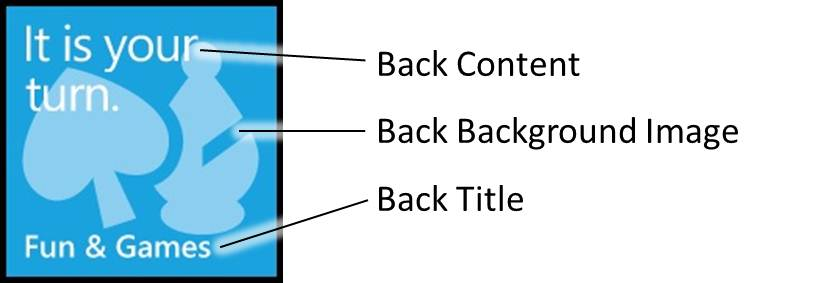 It is your
turn.
Fun & Games
Back Content
Back Background Image
Back Title